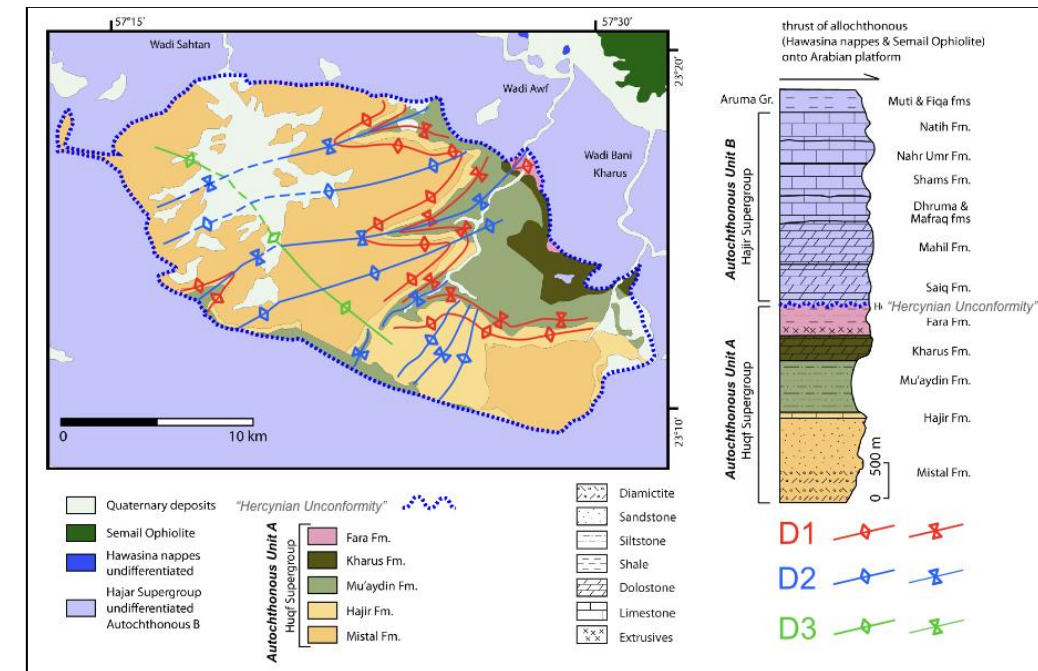 57°15'
57°30'
23°20'
23°10'
Wadi Sahtan
Wadi Awf
Wadi Bani
Kharus
0
10 km
thrust of allochthonous
(Hawasina nappes & Semail Ophiolite)
onto Arabian platform
Aruma Gr.
Muti & Fiqa fms
Autochthonous Unit B
Hajir Supergroup
Natih Fm.
Nahr Umr Fm.
Shams Fm.
Dhruma &
Mafraq fms
Mahil Fm.
Saiq Fm.
"Hercynian Unconformity"
Autochthonous Unit A
Huqf Supergroup
Fara Fm.
Kharus Fm.
Mu'aydin Fm.
Hajir Fm.
Mistal Fm.
500 m
0
Quaternary deposits
Semail Ophiolite
Hawasina nappes
undifferentiated
Hajar Supergroup
undifferentiated
Autochthonous B
"Hercynian Unconformity"
Autochthonous Unit A
Huqf Supergroup
Fara Fm.
Kharus Fm.
Mu'aydin Fm.
Hajir Fm.
Mistal Fm.
Diamictite
Sandstone
Siltstone
Shale
Dolostone
Limestone
Extrusives
D1
D2
D3